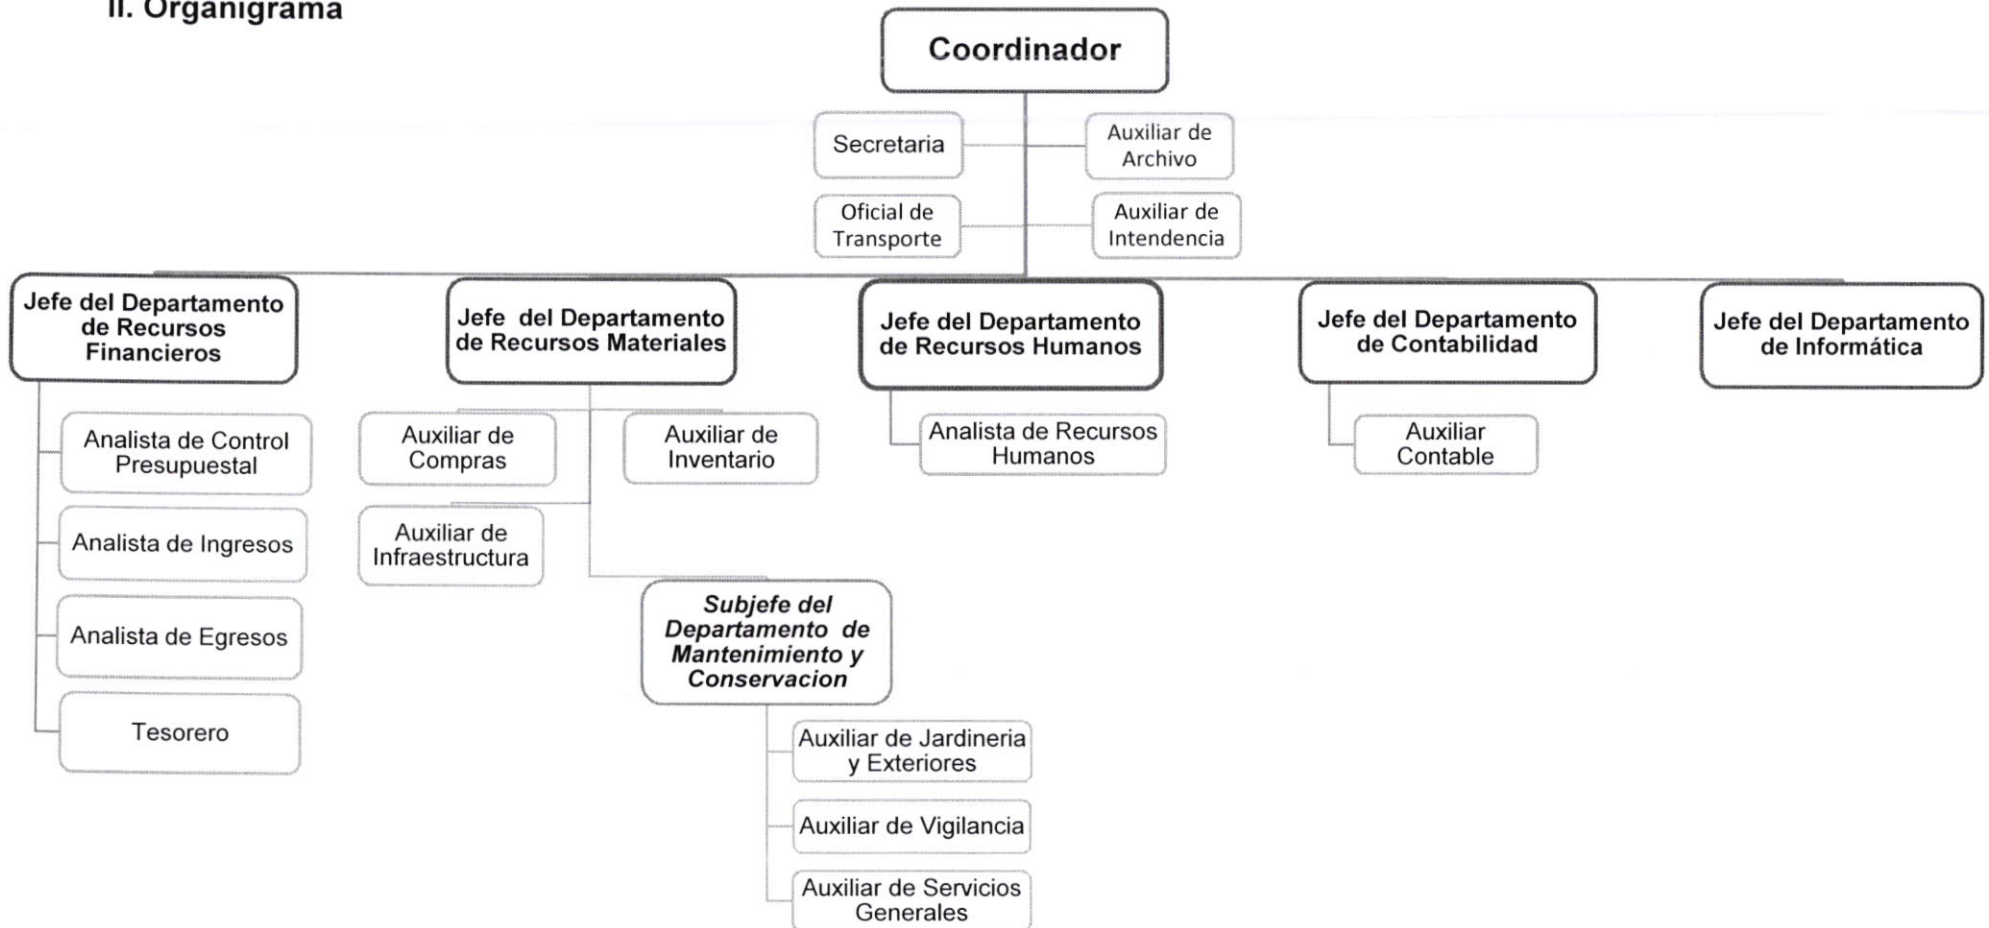 II. Organigrama
Coordinador
Secretaria
Auxiliar de
Archivo
Oficial de
Transporte
Auxiliar de
Intendencia
Jefe del Departamento
de Recursos
Financieros
Jefe del Departamento
de Recursos Materiales
Jefe del Departamento
de Recursos Humanos
Jefe del Departamento
de Contabilidad
Jefe del Departamento
de Informática
Analista de Control
Presupuestal
Analista de Ingresos
Analista de Egresos
Tesorero
Auxiliar de
Compras
Auxiliar de
Inventario
Auxiliar de
Infraestructura
Subjefe del
Departamento de
Mantenimiento y
Conservacion
Auxiliar de Jardineria
y Exteriores
Auxiliar de Vigilancia
Auxiliar de Servicios
Generales
Analista de Recursos
Humanos
Auxiliar
Contable